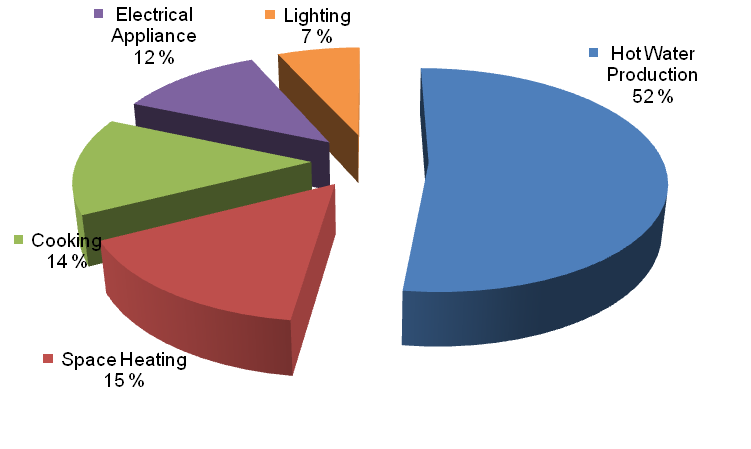 Electrical
Appliance
12 %
Lighting
7 %
Hot Water
Production
52 %
Cooking
14 %
Space Heating
15 %